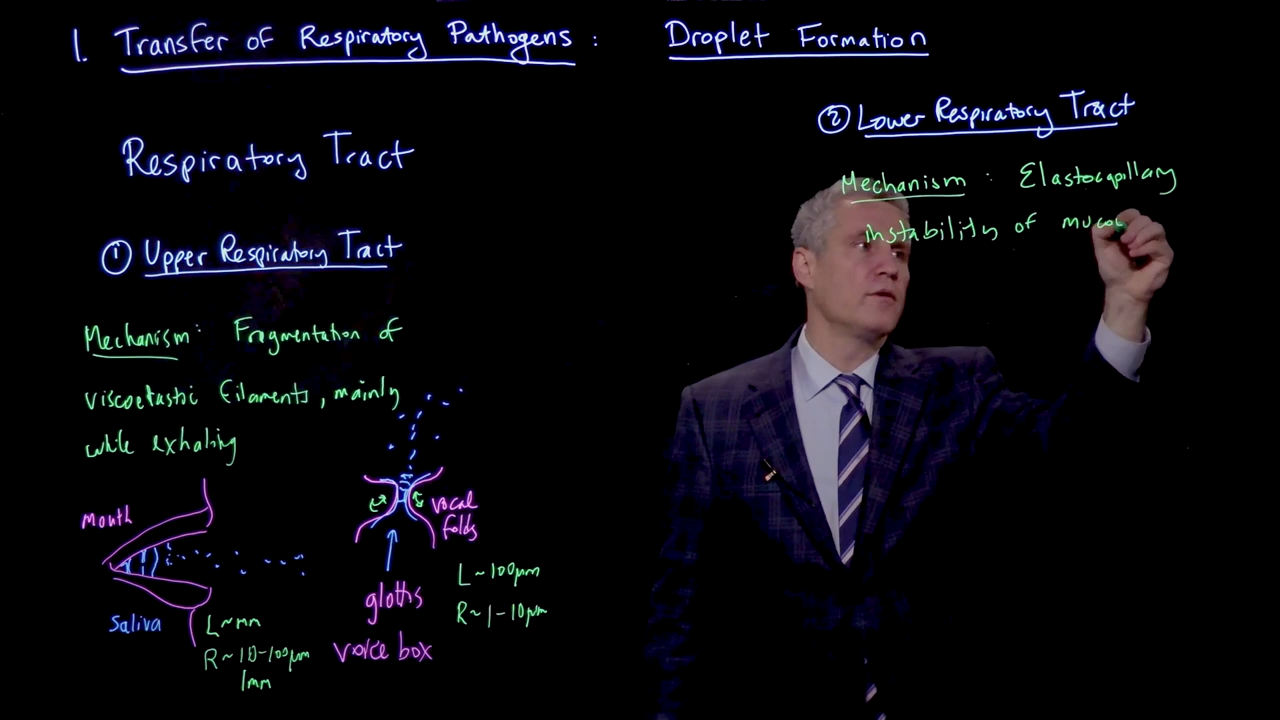 1. Transfer of Respiratory Pathogens : Droplet Formation
Respiratory Tract
① Upper Respiratory Tract
Mechanism: Fragmentation of
viscoelastic filaments, mainly
while exhaling
mouth
saliva
L~mm
R~10-100μm
1mm
vocal
folds
glottis
voice box
L~100μm
R~1-10μm
② Lower Respiratory Tract
Mechanism : Elastocapillary
instability of mucou